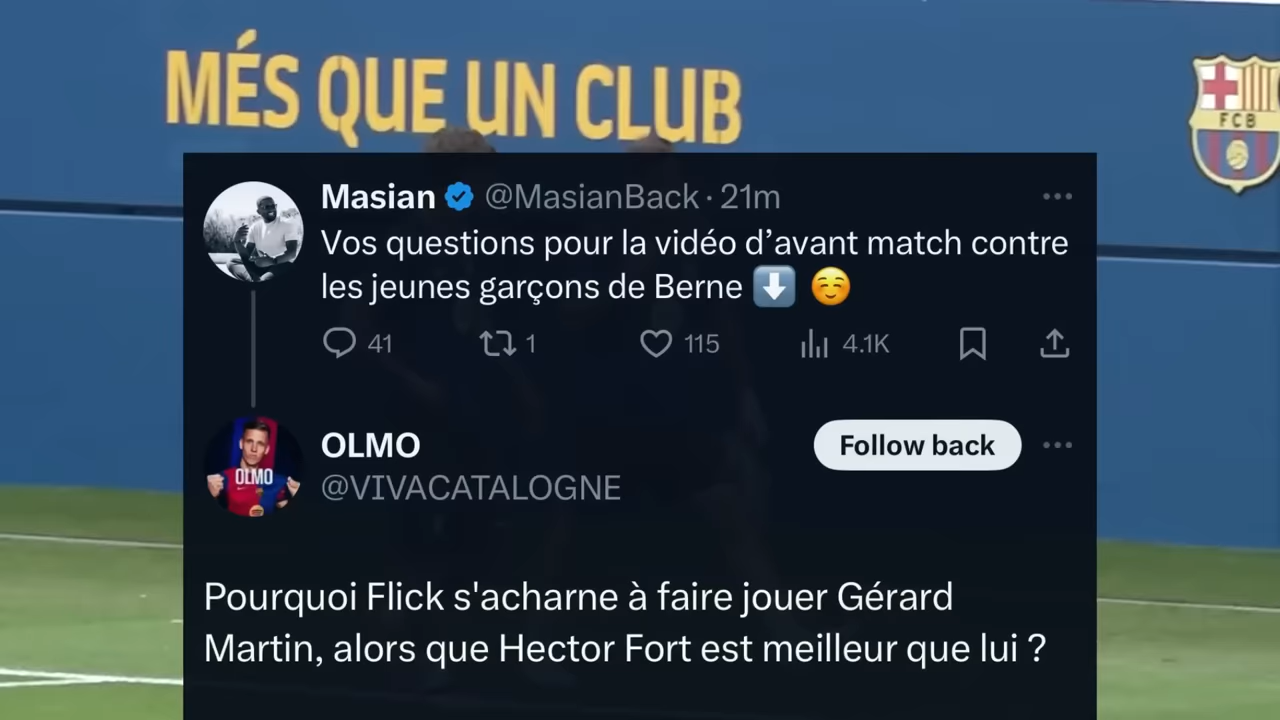 MÉS QUE UN CLUB
FCB
Masian @MasianBack · 21m
Vos questions pour la vidéo d’avant match contre
les jeunes garçons de Berne ⬇️ ☺️
41 1 115 4.1K
OLMO
Follow back
@VIVACATALOGNE
OLMO
Pourquoi Flick s'acharne à faire jouer Gérard
Martin, alors que Hector Fort est meilleur que lui ?